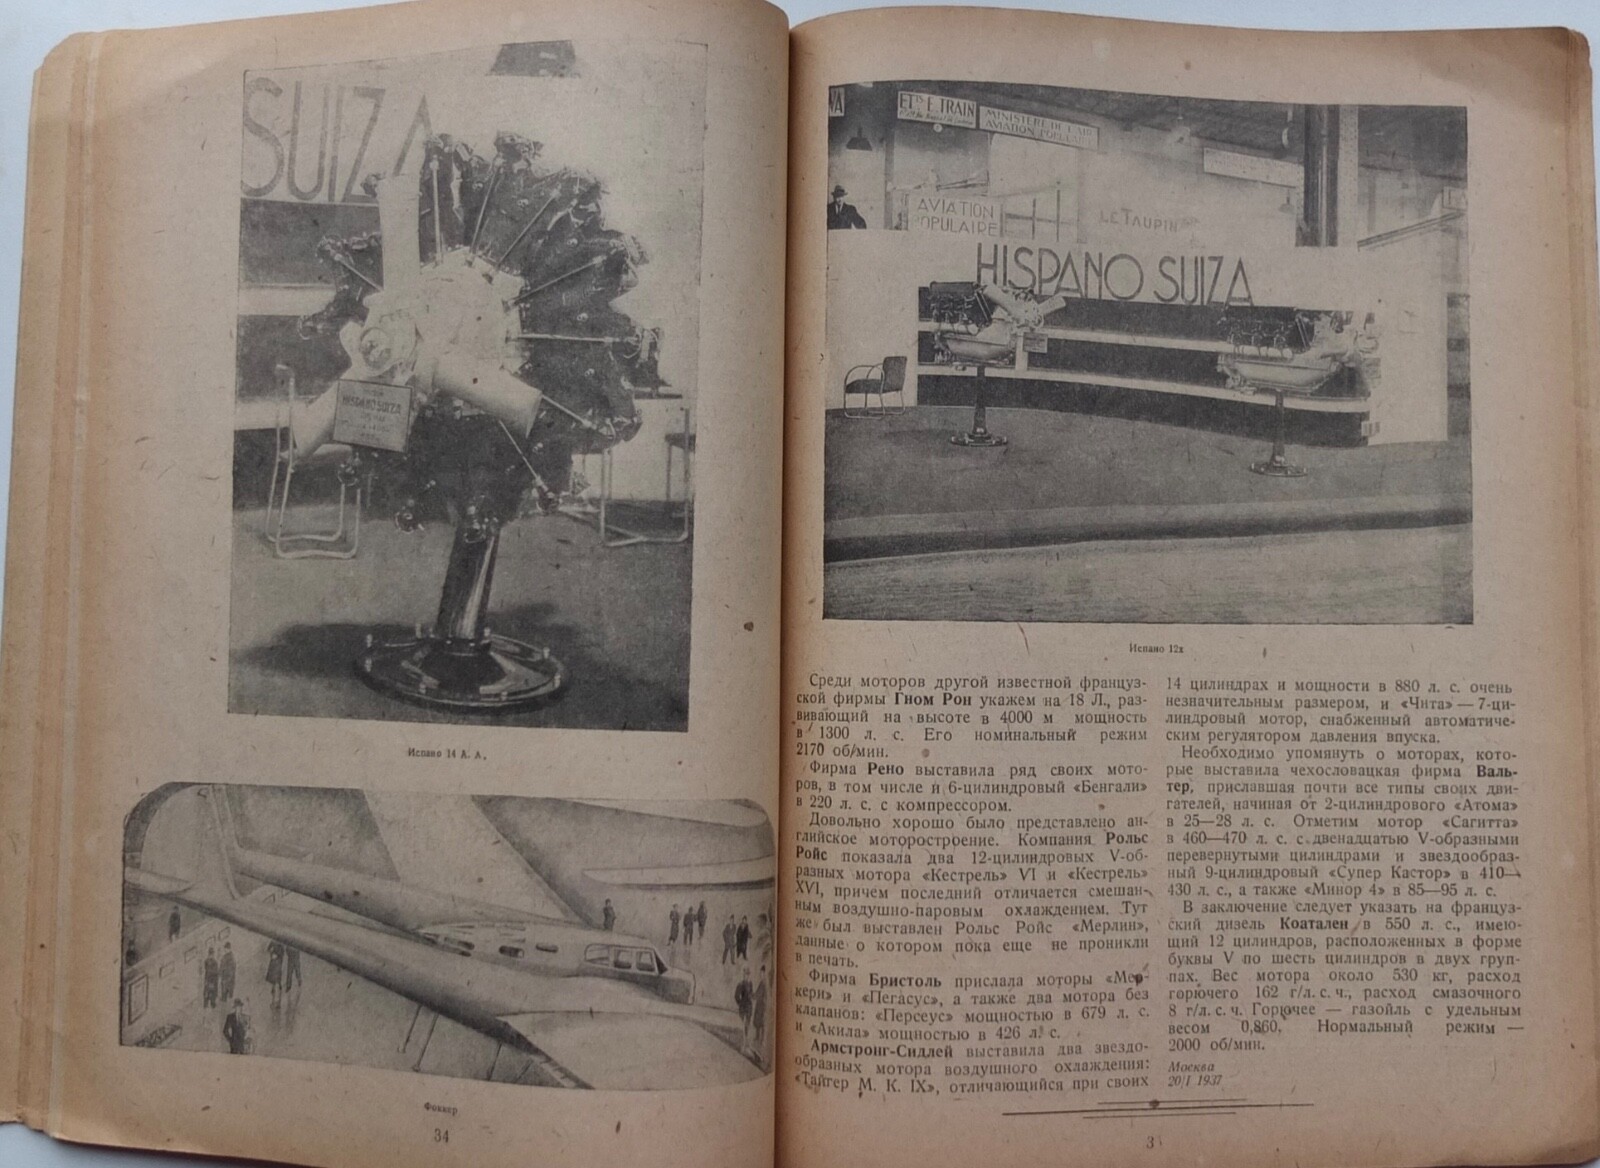 SUIZA
HISPANO SUIZA
Испано 14 А. А.
Фоккер
34
ETS E. TRAIN
MINISTERE DE L'AIR
AVIATION POPULAIRE
AVIATION
POPULAIRE
LE TAUPIN
HISPANO SUIZA
Испано 12х
Среди моторов другой известной француз-
ской фирмы Гном Рон укажем на 18 Л., раз-
вивающий на высоте в 4000 м мощность
в 1300 л. с. Его номинальный режим
2170 об/мин.
Фирма Рено выставила ряд своих мото-
ров, в том числе и 6-цилиндровый «Бенгали»
в 220 л. с. с компрессором.
Довольно хорошо было представлено ан-
глийское моторостроение. Компания Рольс
Ройс показала два 12-цилиндровых V-об-
разных мотора «Кестрель» VI и «Кестрель»
XVI, причем последний отличается смешан-
ным воздушно-паровым охлаждением. Тут
же был выставлен Рольс Ройс «Мерлин»,
данные о котором пока еще не проникли
в печать.
Фирма Бристоль прислала моторы «Мер-
кери» и «Пегасус», а также два мотора без
клапанов: «Персеус» мощностью в 679 л. с.
и «Акила» мощностью в 426 л. с.
Армстронг-Сидлей выставила два звездо-
образных мотора воздушного охлаждения:
«Тайгер М. К. IX», отличающийся при своих
14 цилиндрах и мощности в 880 л. с. очень
незначительным размером, и «Чита» — 7-ци-
линдровый мотор, снабженный автоматиче-
ским регулятором давления впуска.
Необходимо упомянуть о моторах, кото-
рые выставила чехословацкая фирма Валь-
тер, приславшая почти все типы своих дви-
гателей, начиная от 2-цилиндрового «Атома»
в 25—28 л. с. Отметим мотор «Сагитта»
в 460—470 л. с. с двенадцатью V-образными
перевернутыми цилиндрами и звездообраз-
ный 9-цилиндровый «Супер Кастор» в 410—
430 л. с., а также «Минор 4» в 85—95 л. с.
В заключение следует указать на француз-
ский дизель Коатален в 550 л. с., имею-
щий 12 цилиндров, расположенных в форме
буквы V по шесть цилиндров в двух груп-
пах. Вес мотора около 530 кг, расход
горючего 162 г/л. с. ч., расход смазочного
8 г/л. с. ч. Горючее — газойль с удельным
весом 0,860. Нормальный режим —
2000 об/мин.
Москва
20/I 1937
3